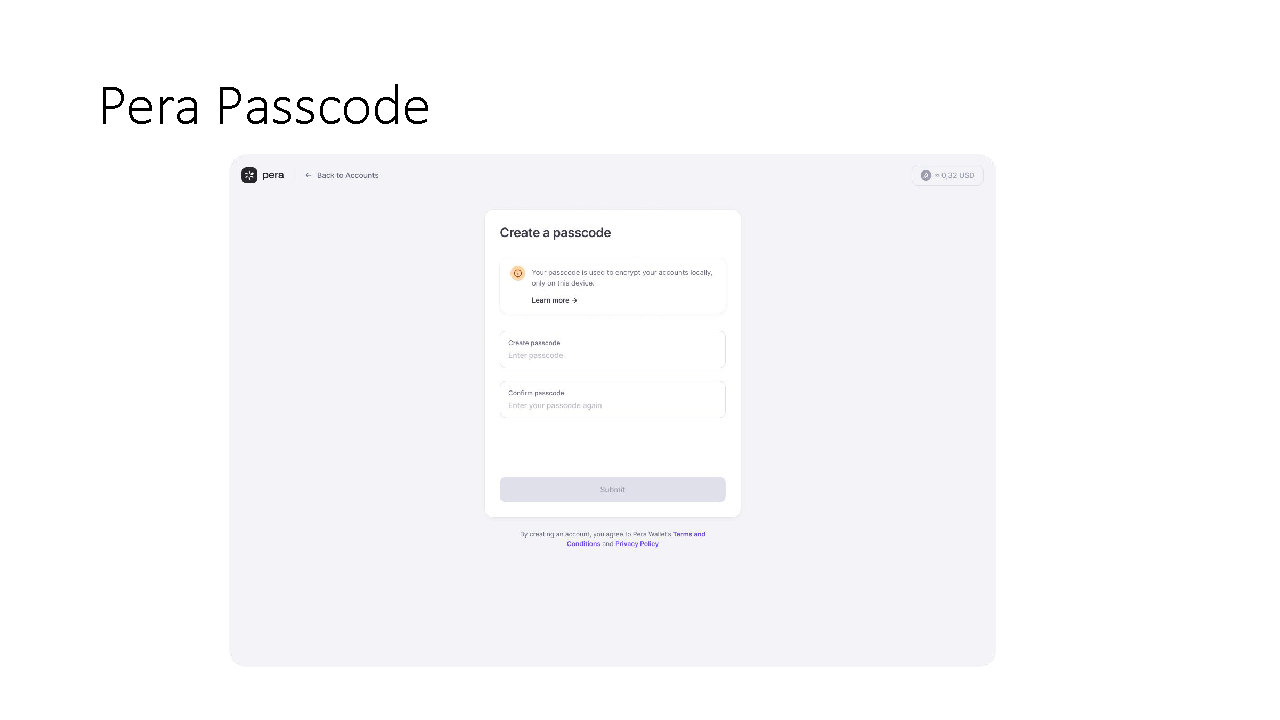 Pera Passcode
pera
← Back to Accounts
≈ 0,32 USD
Create a passcode
Your passcode is used to encrypt your accounts locally,
only on this device.
Learn more →
Create passcode
Enter passcode
Confirm passcode
Enter your passcode again
Submit
By creating an account, you agree to Pera Wallet's Terms and
Conditions and Privacy Policy